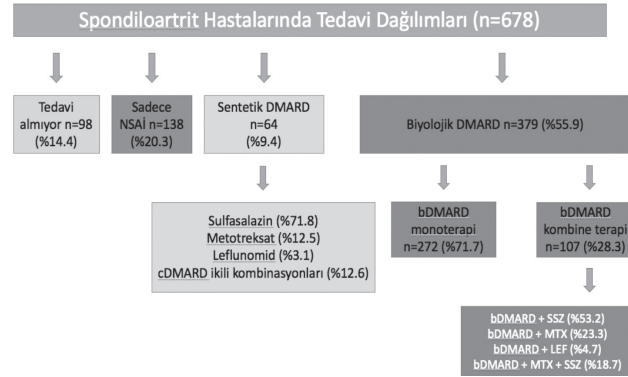 Spondiloartrit Hastalarında Tedavi Dağılımları (n=678)
Tedavi
almıyor n=98
(%14.4)
Sadece
NSAİ n=138
(%20.3)
Sentetik DMARD
n=64
(%9.4)
Biyolojik DMARD n=379 (%55.9)
Sulfasalazin (%71.8)
Metotreksat (%12.5)
Leflunomid (%3.1)
cDMARD ikili kombinasyonları (%12.6)
bDMARD
monoterapi
n=272 (%71.7)
bDMARD
kombine terapi
n=107 (%28.3)
bDMARD + SSZ (%53.2)
bDMARD + MTX (%23.3)
bDMARD + LEF (%4.7)
bDMARD + MTX + SSZ (%18.7)